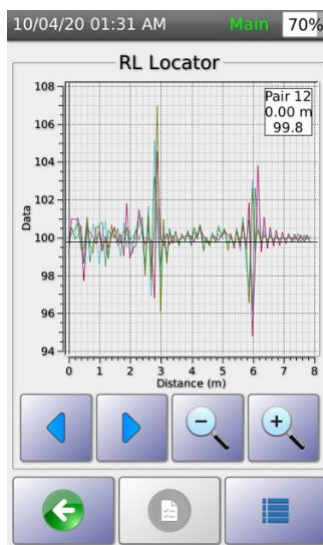 10/04/20 01:31 AM Main 70%
RL Locator
108
106
104
102
100
98
96
94
Data
Pair 12
0.00 m
99.8
0 1 2 3 4 5 6 7 8
Distance (m)